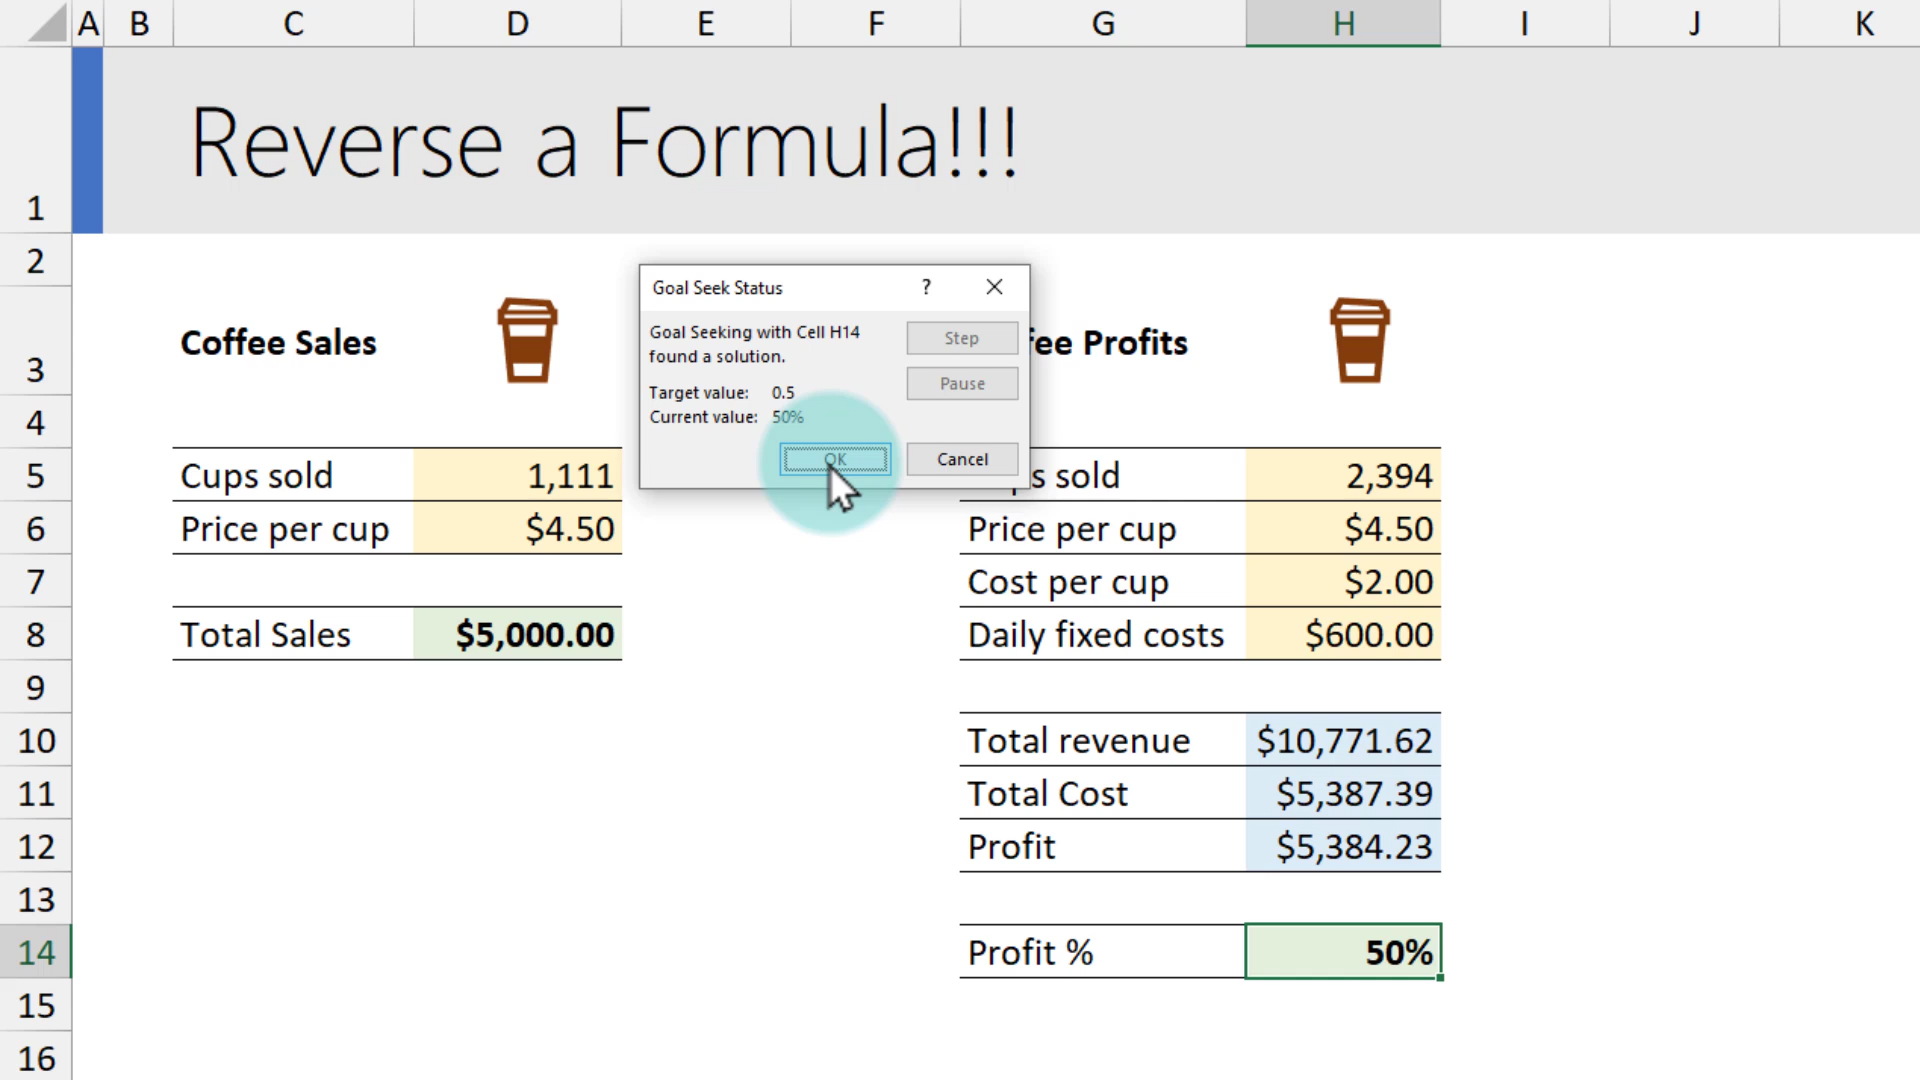 A B C D E F G H I J K
1 Reverse a Formula!!!
2
Goal Seek Status ?
Goal Seeking with Cell H14
found a solution.
Step
Pause
Target value: 0.5
Current value: 50%
OK Cancel
3 Coffee Sales fee Profits
4
5 Cups sold 1,111 s sold 2,394
6 Price per cup $4.50 Price per cup $4.50
7 Cost per cup $2.00
8 Total Sales $5,000.00 Daily fixed costs $600.00
9
10 Total revenue $10,771.62
11 Total Cost $5,387.39
12 Profit $5,384.23
13
14 Profit % 50%
15
16